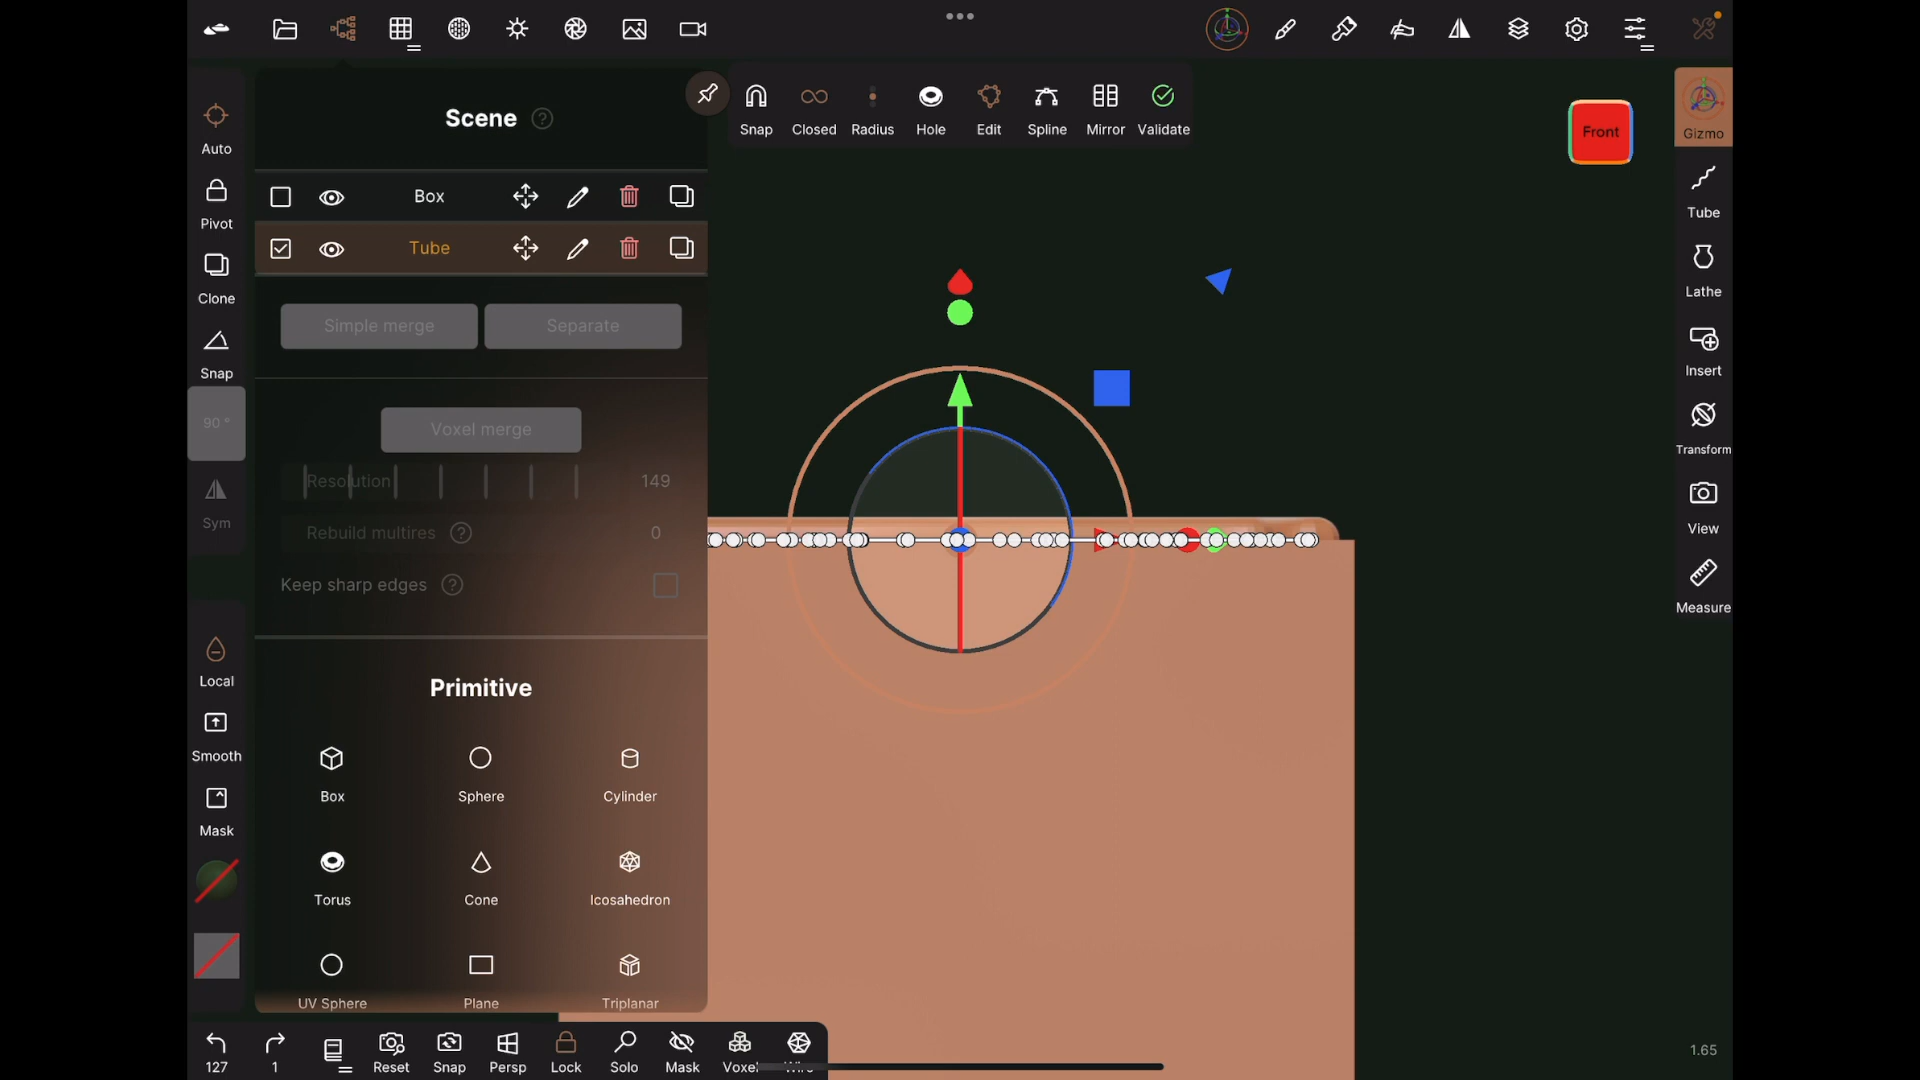 Scene
Snap
Closed
Radius
Hole
Edit
Spline
Mirror
Validate
Front
Gizmo
Auto
Pivot
Clone
Snap
90 °
Sym
Local
Smooth
Mask
Box
Tube
Simple merge
Separate
Voxel merge
Resolution
149
Rebuild multires
0
Keep sharp edges
Primitive
Box
Sphere
Cylinder
Torus
Cone
Icosahedron
UV Sphere
Plane
Triplanar
Tube
Lathe
Insert
Transform
View
Measure
127
1
Reset
Snap
Persp
Lock
Solo
Mask
1.65